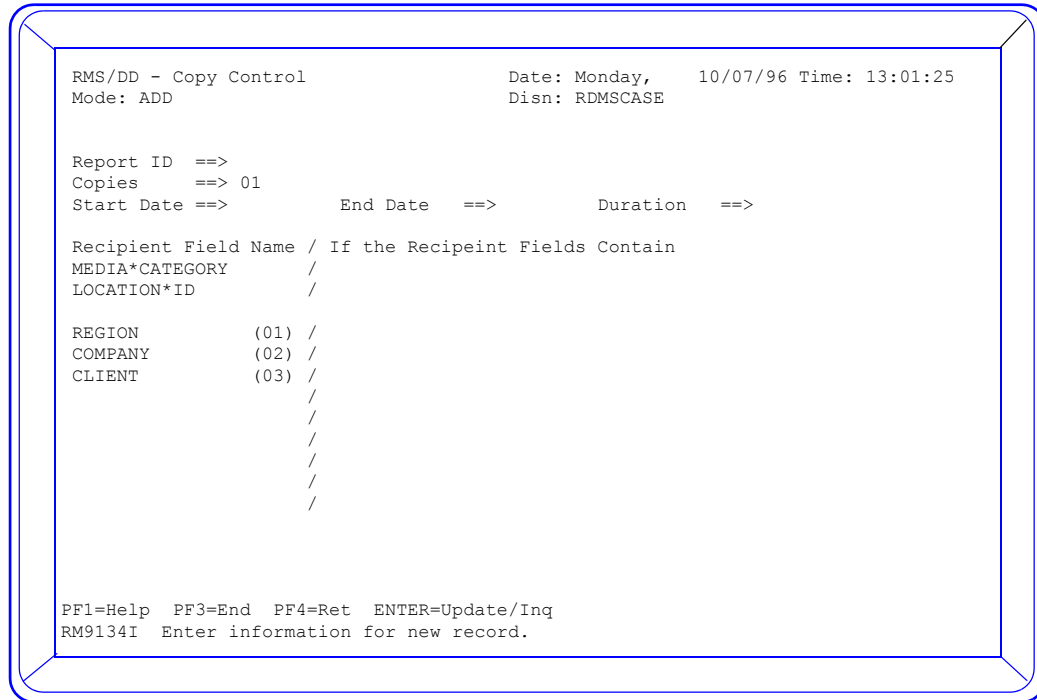 RMS/DD - Copy Control Date: Monday, 10/07/96 Time: 13:01:25
Mode: ADD Disn: RDMSCASE
Report ID ==>
Copies ==> 01
Start Date ==> End Date ==> Duration ==>
Recipient Field Name / If the Recipeint Fields Contain
MEDIA*CATEGORY /
LOCATION*ID /
REGION (01) /
COMPANY (02) /
CLIENT (03) /
/
/
/
/
/
/
PF1=Help PF3=End PF4=Ret ENTER=Update/Inq
RM9134I Enter information for new record.